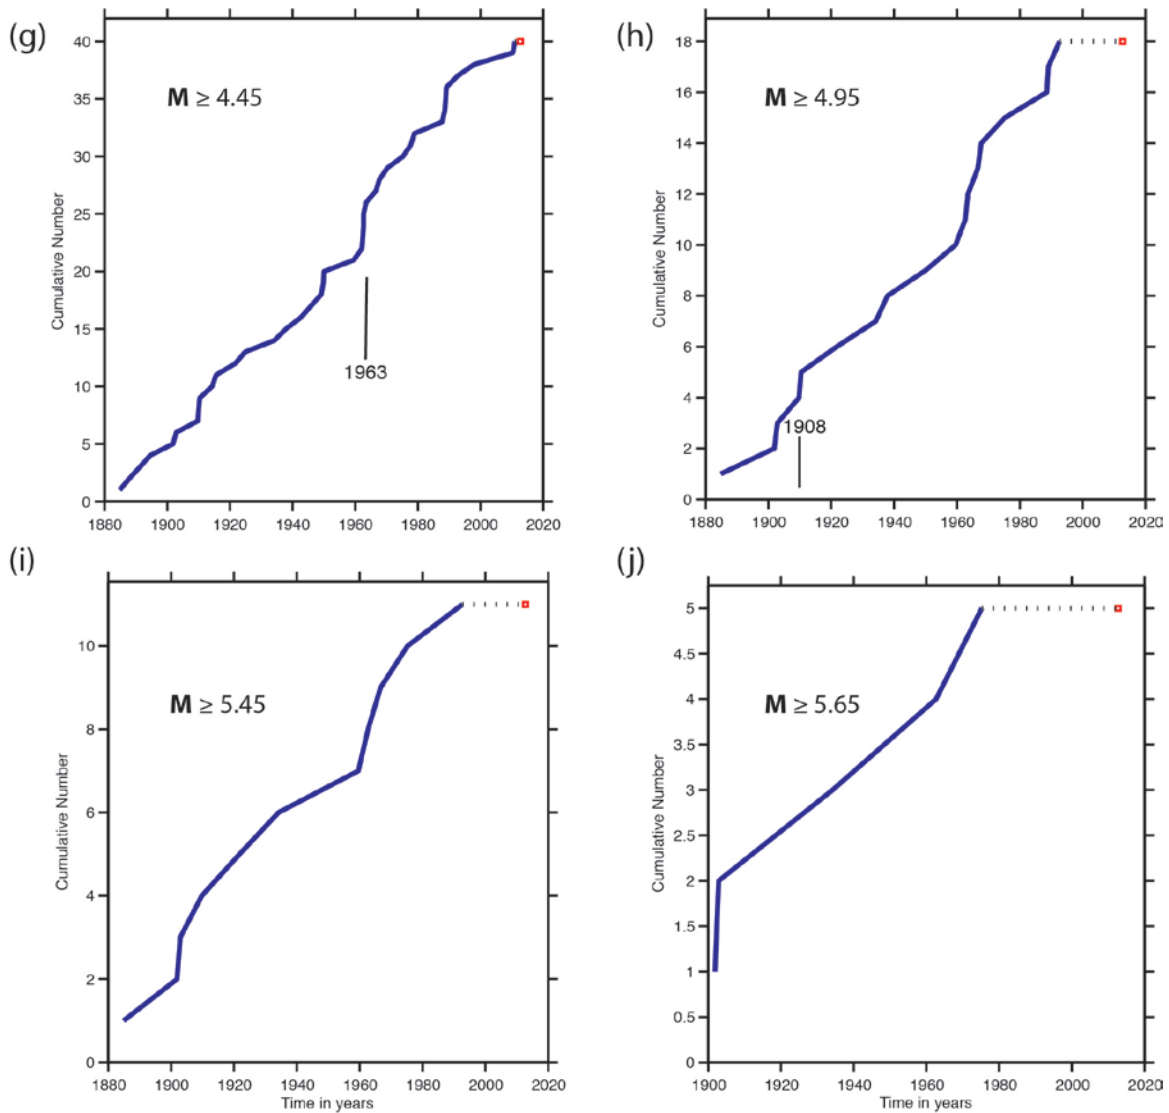 (g)
M ≥ 4.45
Cumulative Number
40
35
30
25
20
15
10
5
0
1963
1880 1900 1920 1940 1960 1980 2000 2020
(h)
M ≥ 4.95
Cumulative Number
18
16
14
12
10
8
6
4
2
0
1908
1880 1900 1920 1940 1960 1980 2000 2020
(i)
M ≥ 5.45
Cumulative Number
10
8
6
4
2
0
1880 1900 1920 1940 1960 1980 2000 2020
Time in years
(j)
M ≥ 5.65
Cumulative Number
5
4.5
4
3.5
3
2.5
2
1.5
1
0.5
0
1900 1920 1940 1960 1980 2000 2020
Time in years